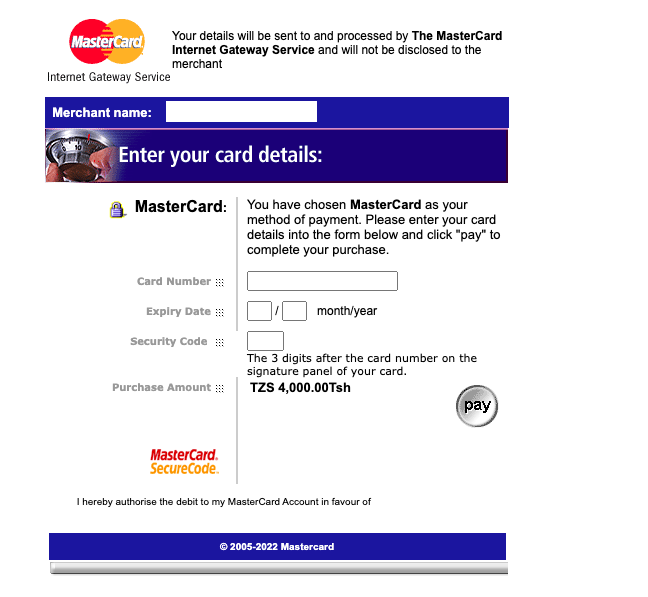 MasterCard
Internet Gateway Service
Your details will be sent to and processed by The MasterCard
Internet Gateway Service and will not be disclosed to the
merchant
Merchant name:
10
Enter your card details:
MasterCard:
You have chosen MasterCard as your
method of payment. Please enter your card
details into the form below and click "pay" to
complete your purchase.
Card Number
Expiry Date
/ month/year
Security Code
The 3 digits after the card number on the
signature panel of your card.
Purchase Amount
TZS 4,000.00Tsh
pay
MasterCard.
SecureCode.
I hereby authorise the debit to my MasterCard Account in favour of
© 2005-2022 Mastercard